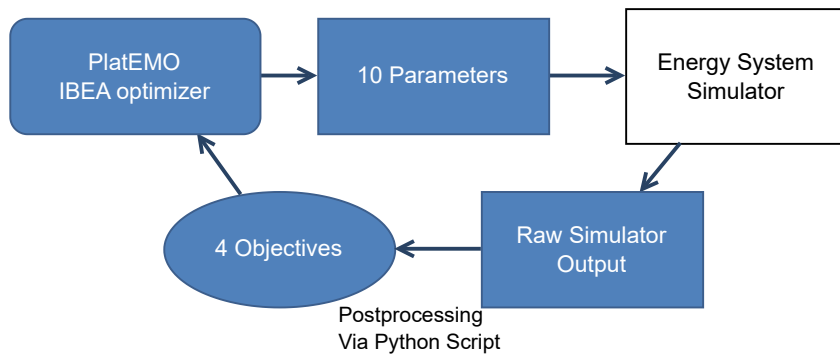 PlatEMO
IBEA optimizer
10 Parameters
Energy System
Simulator
4 Objectives
Raw Simulator
Output
Postprocessing
Via Python Script